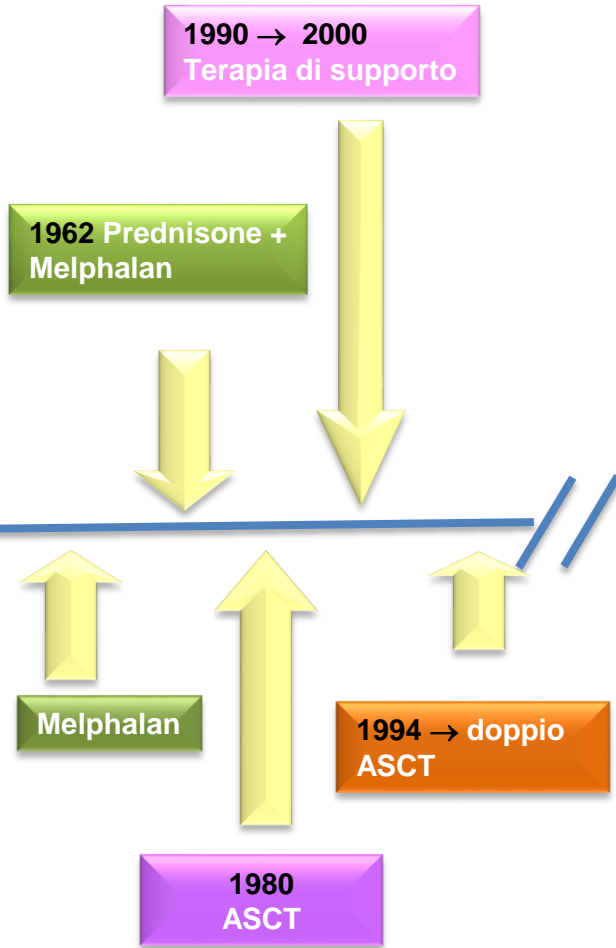 1990 → 2000
Terapia di supporto
1962 Prednisone +
Melphalan
Melphalan
1994 → doppio
ASCT
1980
ASCT